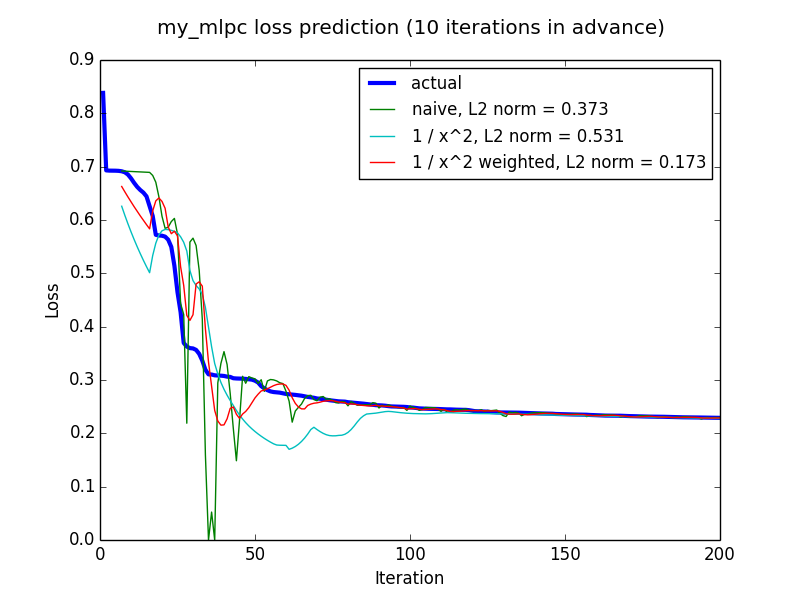 my_mlpc loss prediction (10 iterations in advance)
0.9
0.8
0.7
0.6
0.5
0.4
0.3
0.2
0.1
0.0
Loss
actual
naive, L2 norm = 0.373
1 / x^2, L2 norm = 0.531
1 / x^2 weighted, L2 norm = 0.173
0 50 100 150 200
Iteration